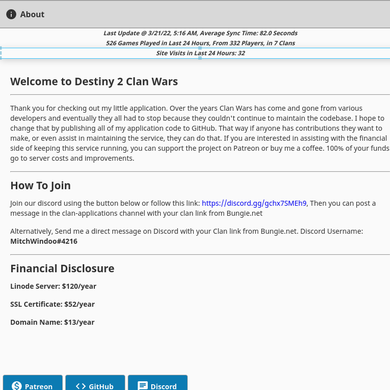 About
Last Update @ 3/21/22, 5:16 AM, Average Sync Time: 82.0 Seconds
526 Games Played in Last 24 Hours, From 332 Players, in 7 Clans
Site Visits in Last 24 Hours: 32
Welcome to Destiny 2 Clan Wars
Thank you for checking out my little application. Over the years Clan Wars has come and gone from various
developers and eventually they all had to stop because they couldn't continue to maintain the codebase. I hope to
change that by publishing all of my application code to GitHub. That way if anyone has contributions they want to
make, or even assist in maintaining the service, they can do that. If you are interested in assisting with the financial
side of keeping this service running, you can support the project on Patreon or buy me a coffee. 100% of your funds
go to server costs and improvements.
How To Join
Join our discord using the button below or follow this link: https://discord.gg/gchx7SMEh9, Then you can post a
message in the clan-applications channel with your clan link from Bungie.net
Alternatively, Send me a direct message on Discord with your Clan link from Bungie.net. Discord Username:
MitchWindoo#4216
Financial Disclosure
Linode Server: $120/year
SSL Certificate: $52/year
Domain Name: $13/year
Patreon GitHub Discord